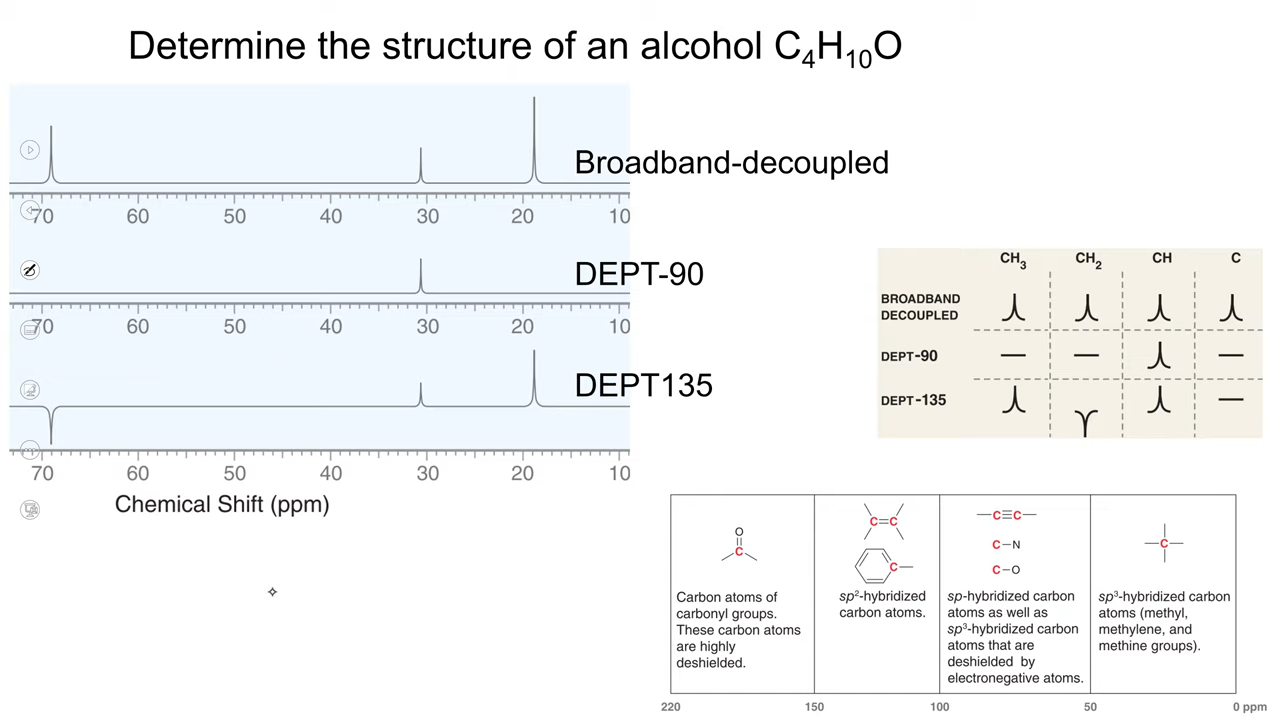 Determine the structure of an alcohol C₄H₁₀O
Broadband-decoupled
70 60 50 40 30 20 10
DEPT-90
70 60 50 40 30 20 10
DEPT135
70 60 50 40 30 20 10
Chemical Shift (ppm)
CH₃ CH₂ CH C
BROADBAND
DECOUPLED
DEPT-90
DEPT-135
O
C
C=C
C
C≡C
C–N
C–O
C
Carbon atoms of
carbonyl groups.
These carbon atoms
are highly
deshielded.
sp²-hybridized
carbon atoms.
sp-hybridized carbon
atoms as well as
sp³-hybridized carbon
atoms that are
deshielded by
electronegative atoms.
sp³-hybridized carbon
atoms (methyl,
methylene, and
methine groups).
220 150 100 50 0 ppm